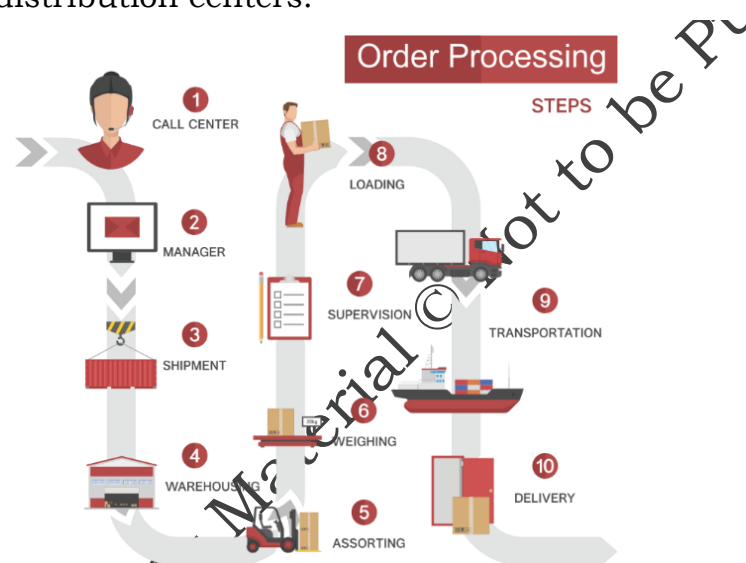 distribution centers.
Order Processing
STEPS
1
CALL CENTER
2
MANAGER
3
SHIPMENT
4
WAREHOUSING
5
ASSORTING
6
WEIGHING
7
SUPERVISION
8
LOADING
9
TRANSPORTATION
10
DELIVERY
Material © Not to be